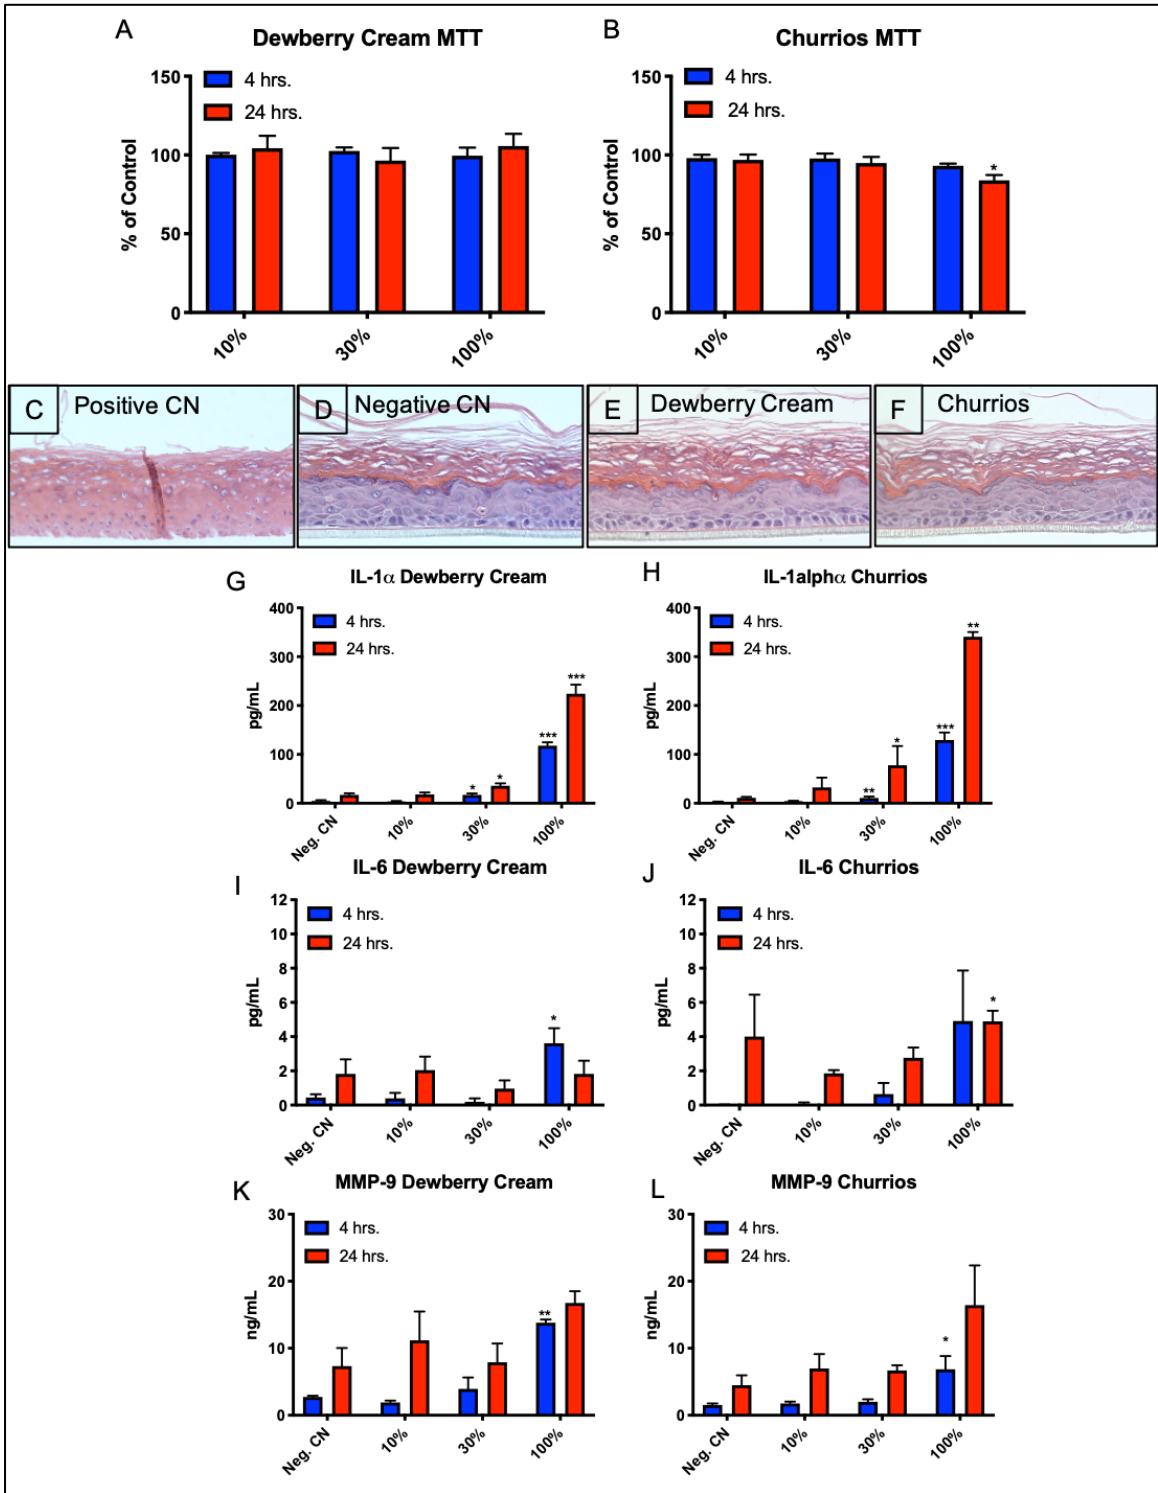 A
Dewberry Cream MTT
4 hrs.
24 hrs.
% of Control
150
100
50
0
10%
30%
100%
B
Churrios MTT
4 hrs.
24 hrs.
% of Control
150
100
50
0
*
10%
30%
100%
C
Positive CN
D
Negative CN
E
Dewberry Cream
F
Churrios
G
IL-1α Dewberry Cream
4 hrs.
24 hrs.
pg/mL
400
300
200
100
0
*
*
***
***
Neg. CN
10%
30%
100%
H
IL-1alphα Churrios
4 hrs.
24 hrs.
pg/mL
400
300
200
100
0
**
*
***
**
Neg. CN
10%
30%
100%
I
IL-6 Dewberry Cream
4 hrs.
24 hrs.
pg/mL
12
10
8
6
4
2
0
*
Neg. CN
10%
30%
100%
J
IL-6 Churrios
4 hrs.
24 hrs.
pg/mL
12
10
8
6
4
2
0
*
Neg. CN
10%
30%
100%
K
MMP-9 Dewberry Cream
4 hrs.
24 hrs.
ng/mL
30
20
10
0
**
Neg. CN
10%
30%
100%
L
MMP-9 Churrios
4 hrs.
24 hrs.
ng/mL
30
20
10
0
*
Neg. CN
10%
30%
100%